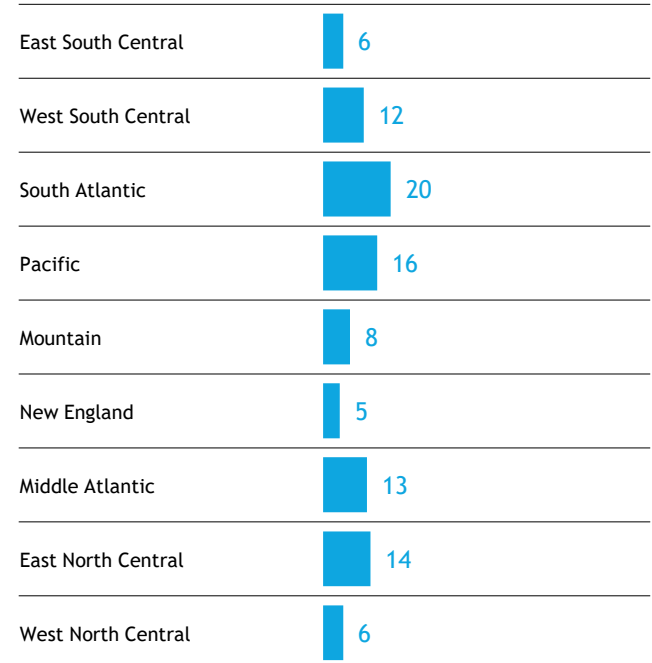 East South Central 6
West South Central 12
South Atlantic 20
Pacific 16
Mountain 8
New England 5
Middle Atlantic 13
East North Central 14
West North Central 6